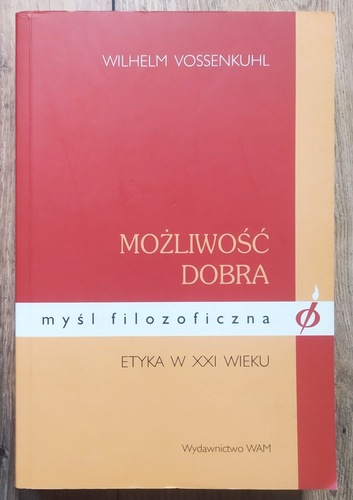 WILHELM VOSSENKUHL
MOŻLIWOŚĆ
DOBRA
myśl filozoficzna
ETYKA W XXI WIEKU
Wydawnictwo WAM